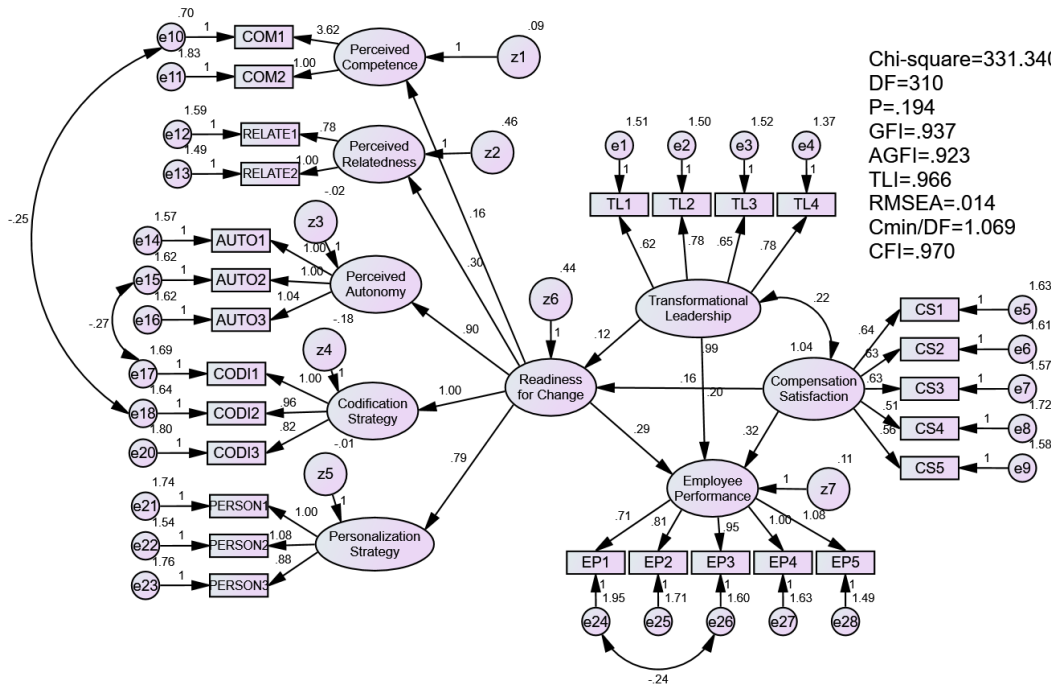 .70
e10
1
COM1
3.62
.09
1.83
e11
1
COM2
1.00
Perceived
Competence
1
z1
1.59
e12
1
RELATE1
.78
1.49
e13
1
RELATE2
1.00
Perceived
Relatedness
1
z2
.46
-.25
-.02
z3
1
1.57
e14
1
AUTO1
1.00
1.62
e15
1
AUTO2
1.00
1.62
e16
1
AUTO3
1.04
Perceived
Autonomy
-.27
-.18
z4
1
1.69
e17
CODI1
1.00
1.64
e18
1
CODI2
.96
1.80
e20
1
CODI3
.82
Codification
Strategy
-.01
z5
1
1.74
e21
1
PERSON1
1.00
1.54
e22
1
PERSON2
1.08
1.76
e23
1
PERSON3
.88
Personalization
Strategy
.16
.30
.90
1.00
.79
.44
z6
1
Readiness
for Change
1.51
1.50
1.52
1.37
e1
e2
e3
e4
1
1
1
1
TL1
TL2
TL3
TL4
.62
.78
.65
.78
Transformational
Leadership
.99
.12
.22
.16
.20
.29
.32
1.04
Compensation
Satisfaction
.64
CS1
1
1.63
e5
.63
CS2
1
1.61
e6
.63
CS3
1
1.57
e7
.51
CS4
1
1.72
e8
.56
CS5
1
1.58
e9
Employee
Performance
1
.11
z7
.71
.81
.95
1.00
1.08
EP1
EP2
EP3
EP4
EP5
1
1
1
1
1
1.95
1.71
1.60
1.63
1.49
e24
e25
e26
e27
e28
-.24
Chi-square=331.340
DF=310
P=.194
GFI=.937
AGFI=.923
TLI=.966
RMSEA=.014
Cmin/DF=1.069
CFI=.970